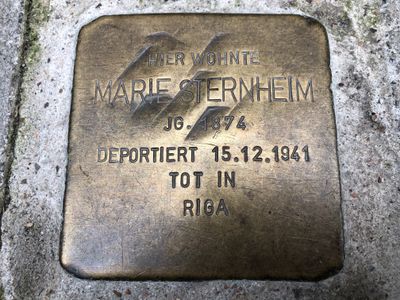 HIER WOHNTE
MARIE STERNHEIM
JG. 1874
DEPORTIERT 15.12.1941
TOT IN
RIGA